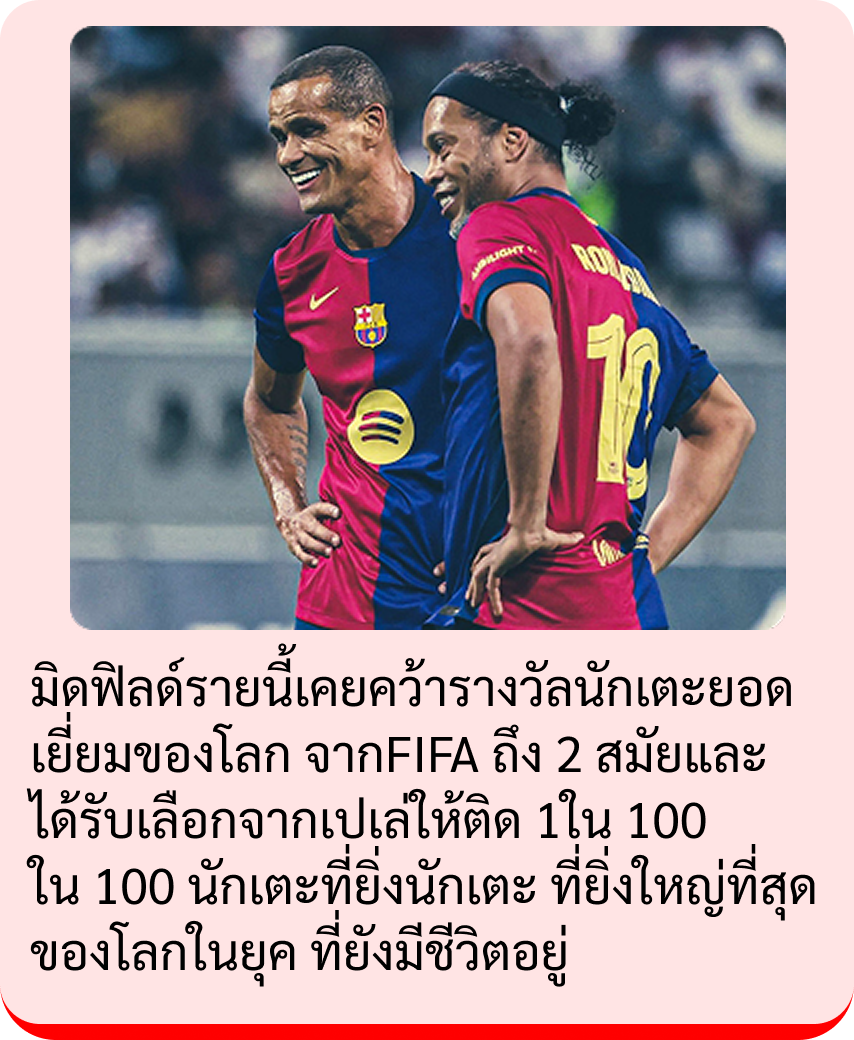 AMBILIGHT
10
มิดฟิลด์รายนี้เคยคว้ารางวัลนักเตะยอด
เยี่ยมของโลก จากFIFA ถึง 2 สมัยและ
ได้รับเลือกจากเปเล่ให้ติด 1ใน 100
ใน 100 นักเตะที่ยิ่งนักเตะ ที่ยิ่งใหญ่ที่สุด
ของโลกในยุค ที่ยังมีชีวิตอยู่